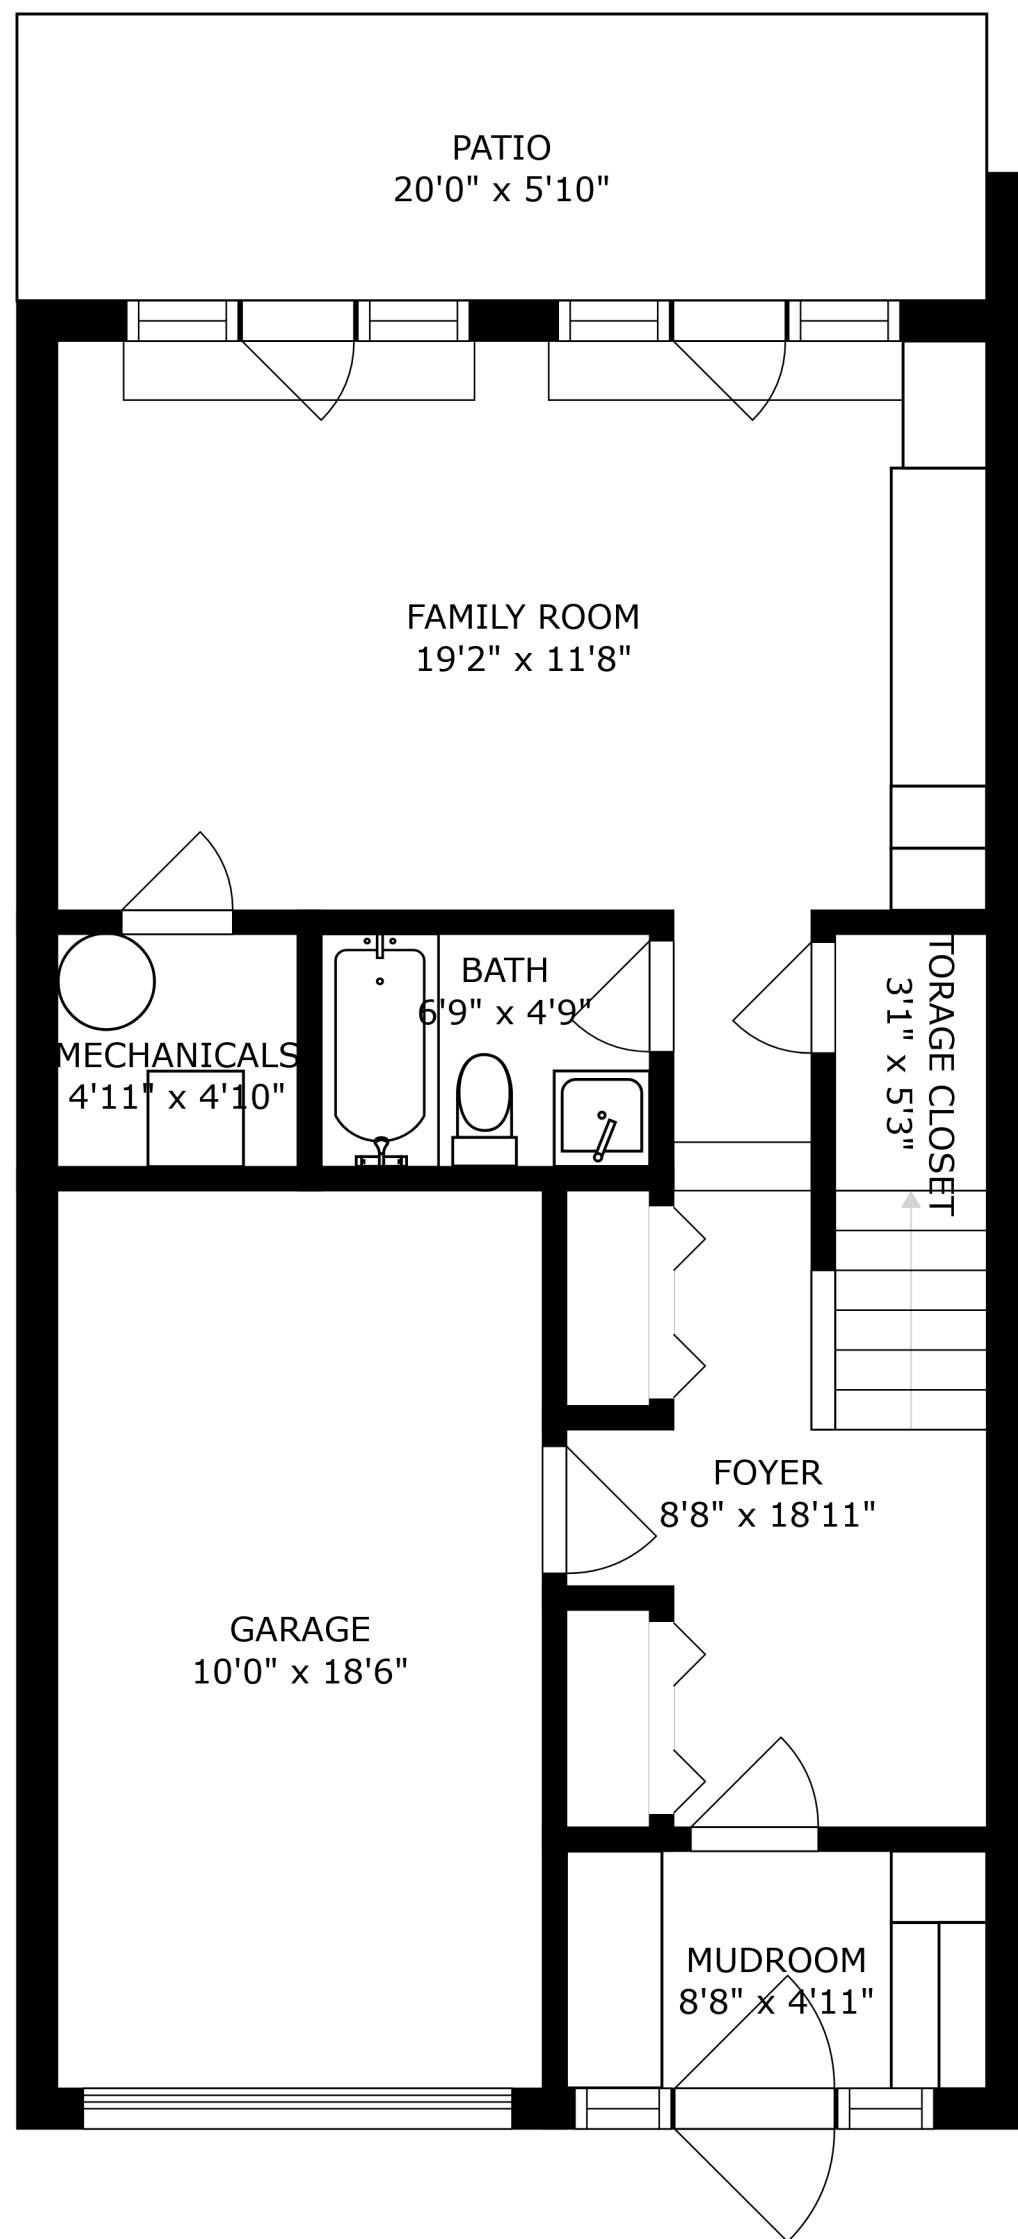 PATIO
20'0" x 5'10"
FAMILY ROOM
19'2" x 11'8"
BATH
6'9" x 4'9"
MECHANICALS
4'11" x 4'10"
TORAGE CLOSET
3'1" x 5'3"
FOYER
8'8" x 18'11"
GARAGE
10'0" x 18'6"
MUDROOM
8'8" x 4'11"